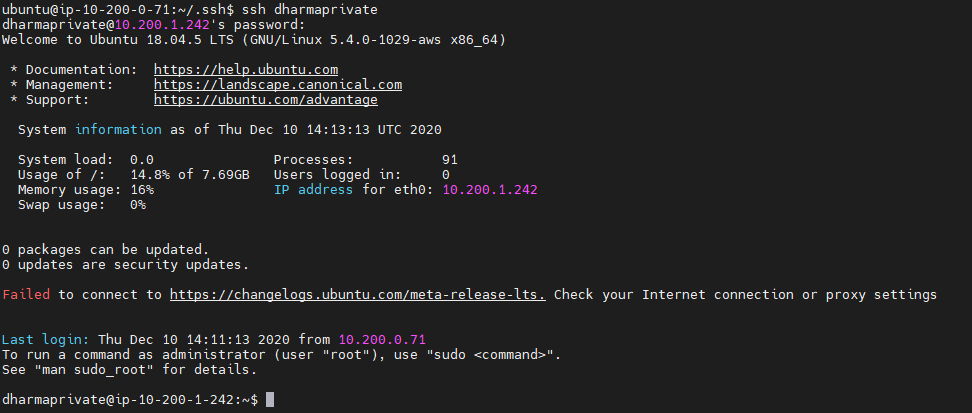 ubuntu@ip-10-200-0-71:~/.ssh$ ssh dharmaprivate
dharmaprivate@10.200.1.242's password:
Welcome to Ubuntu 18.04.5 LTS (GNU/Linux 5.4.0-1029-aws x86_64)
* Documentation:  https://help.ubuntu.com
* Management:     https://landscape.canonical.com
* Support:        https://ubuntu.com/advantage
System information as of Thu Dec 10 14:13:13 UTC 2020
System load:  0.0               Processes:           91
Usage of /:   14.8% of 7.69GB   Users logged in:     0
Memory usage: 16%               IP address for eth0: 10.200.1.242
Swap usage:   0%
0 packages can be updated.
0 updates are security updates.
Failed to connect to https://changelogs.ubuntu.com/meta-release-lts. Check your Internet connection or proxy settings
Last login: Thu Dec 10 14:11:13 2020 from 10.200.0.71
To run a command as administrator (user "root"), use "sudo <command>".
See "man sudo_root" for details.
dharmaprivate@ip-10-200-1-242:~$